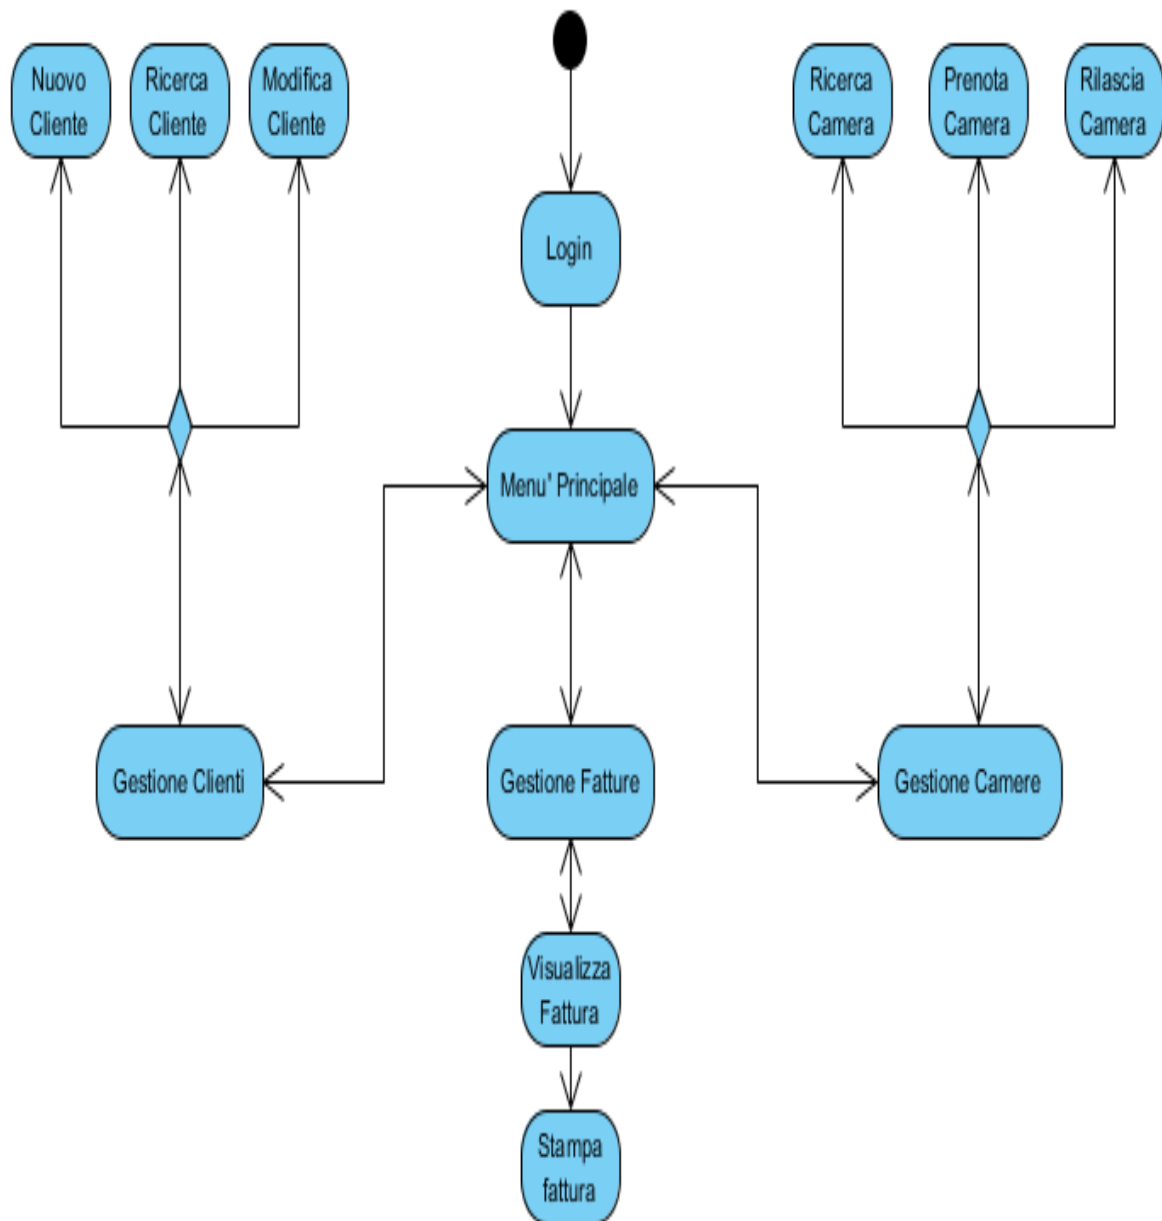 Nuovo
Cliente
Ricerca
Cliente
Modifica
Cliente
Ricerca
Camera
Prenota
Camera
Rilascia
Camera
Login
Menu' Principale
Gestione Clienti
Gestione Fatture
Gestione Camere
Visualizza
Fattura
Stampa
fattura